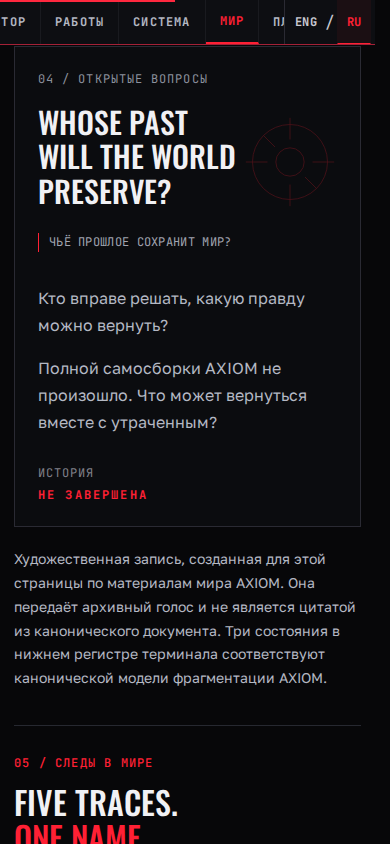 ТОР РАБОТЫ СИСТЕМА МИР ENG / RU
04 / ОТКРЫТЫЕ ВОПРОСЫ
WHOSE PAST
WILL THE WORLD
PRESERVE?
ЧЬЁ ПРОШЛОЕ СОХРАНИТ МИР?
Кто вправе решать, какую правду
можно вернуть?
Полной самосборки AXIOM не
произошло. Что может вернуться
вместе с утраченным?
ИСТОРИЯ
НЕ ЗАВЕРШЕНА
Художественная запись, созданная для этой
страницы по материалам мира AXIOM. Она
передаёт архивный голос и не является цитатой
из канонического документа. Три состояния в
нижнем регистре терминала соответствуют
канонической модели фрагментации AXIOM.
05 / СЛЕДЫ В МИРЕ
FIVE TRACES.
ONE NAME